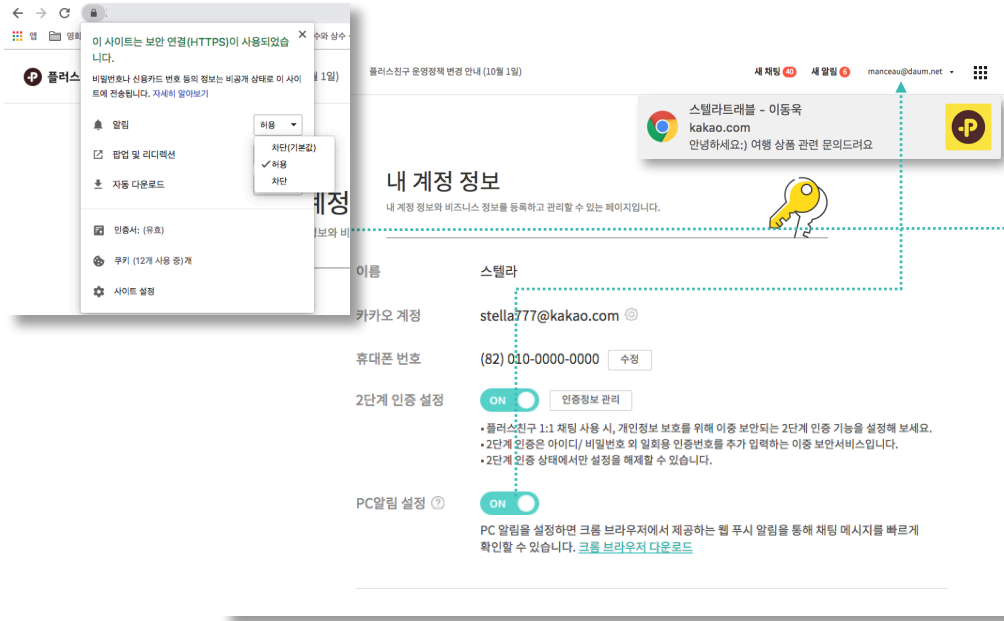 앱
영화
수와 상수
이 사이트는 보안 연결(HTTPS)이 사용되었습
니다.
비밀번호나 신용카드 번호 등의 정보는 비공개 상태로 이 사이
트에 전송됩니다. 자세히 알아보기
알림
허용
차단(기본값)
허용
차단
팝업 및 리디렉션
자동 다운로드
인증서: (유효)
쿠키 (12개 사용 중)개
사이트 설정
플러스
1일)
계정
정보와 비
플러스친구 운영정책 변경 안내 (10월 1일)
새 채팅 40
새 알림 6
manceau@daum.net
스텔라트래블 - 이동욱
kakao.com
안녕하세요:) 여행 상품 관련 문의드려요
내 계정 정보
내 계정 정보와 비즈니스 정보를 등록하고 관리할 수 있는 페이지입니다.
이름 스텔라
카카오 계정 stella777@kakao.com
휴대폰 번호 (82) 010-0000-0000 수정
2단계 인증 설정 ON 인증정보 관리
• 플러스친구 1:1 채팅 사용 시, 개인정보 보호를 위해 이중 보안되는 2단계 인증 기능을 설정해 보세요.
• 2단계 인증은 아이디/ 비밀번호 외 일회용 인증번호를 추가 입력하는 이중 보안서비스입니다.
• 2단계 인증 상태에서만 설정을 해제할 수 있습니다.
PC알림 설정 ? ON
PC 알림을 설정하면 크롬 브라우저에서 제공하는 웹 푸시 알림을 통해 채팅 메시지를 빠르게
확인할 수 있습니다. 크롬 브라우저 다운로드